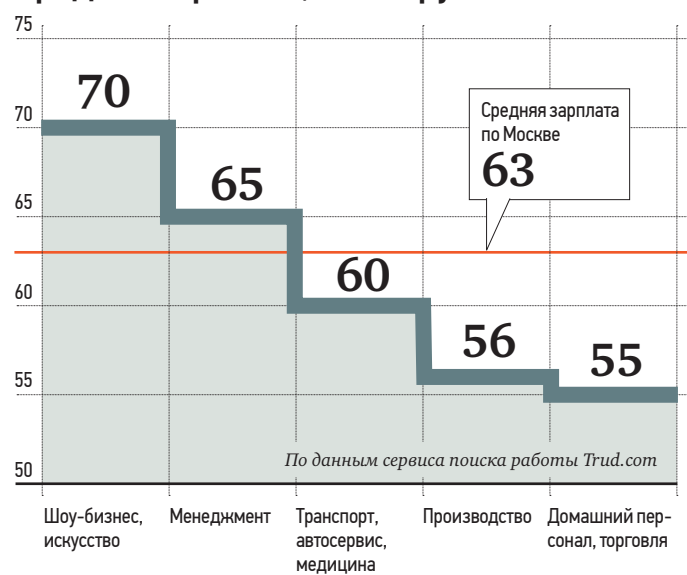 75
70
70
Средняя зарплата
по Москве
63
65
65
60
60
56
55
55
По данным сервиса поиска работы Trud.com
50
Шоу-бизнес,
искусство
Менеджмент
Транспорт,
автосервис,
медицина
Производство
Домашний пер-
сонал, торговля